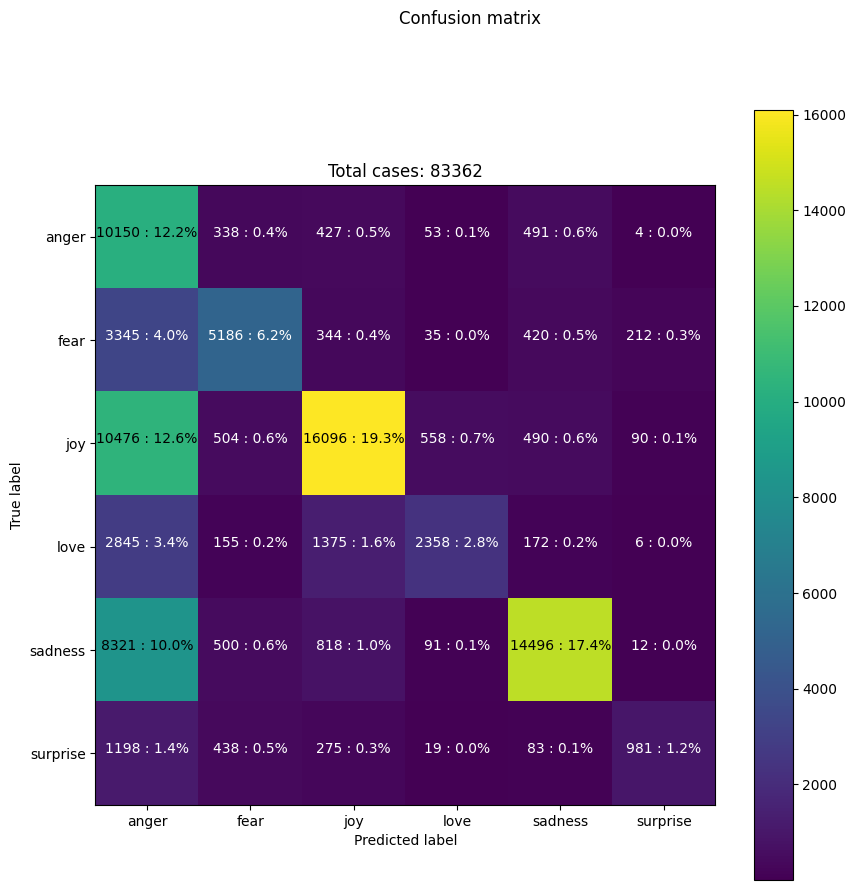 Confusion matrix
Total cases: 83362
anger 10150 : 12.2% 338 : 0.4% 427 : 0.5% 53 : 0.1% 491 : 0.6% 4 : 0.0%
fear 3345 : 4.0% 5186 : 6.2% 344 : 0.4% 35 : 0.0% 420 : 0.5% 212 : 0.3%
joy 10476 : 12.6% 504 : 0.6% 16096 : 19.3% 558 : 0.7% 490 : 0.6% 90 : 0.1%
love 2845 : 3.4% 155 : 0.2% 1375 : 1.6% 2358 : 2.8% 172 : 0.2% 6 : 0.0%
sadness 8321 : 10.0% 500 : 0.6% 818 : 1.0% 91 : 0.1% 14496 : 17.4% 12 : 0.0%
surprise 1198 : 1.4% 438 : 0.5% 275 : 0.3% 19 : 0.0% 83 : 0.1% 981 : 1.2%
anger fear joy love sadness surprise
Predicted label
True label
16000
14000
12000
10000
8000
6000
4000
2000